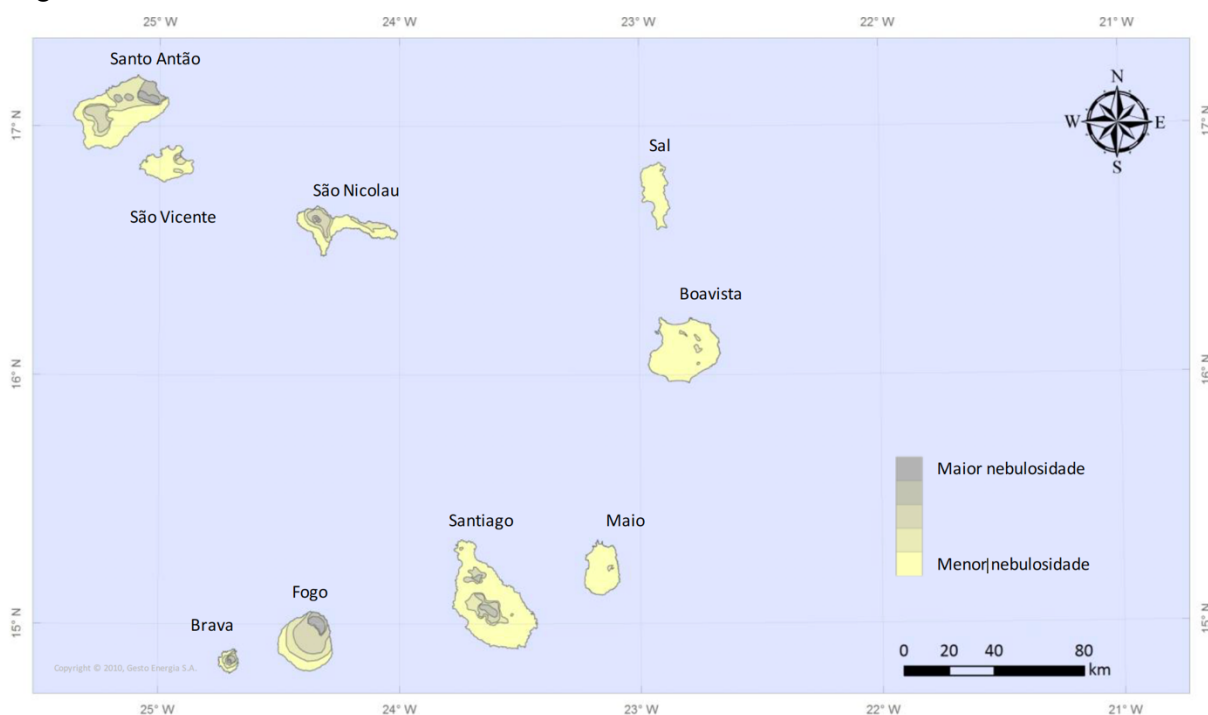 25° W 24° W 23° W 22° W 21° W
Santo Antão
N
17° N
W E
17° N
S
Sal
São Nicolau
São Vicente
Boavista
16° N
16° N
Maior nebulosidade
Santiago
Maio
Menor|nebulosidade
Fogo
15° N
15° N
Brava
0 20 40 80
km
Copyright © 2010, Gesto Energia S.A.
25° W 24° W 23° W 22° W 21° W